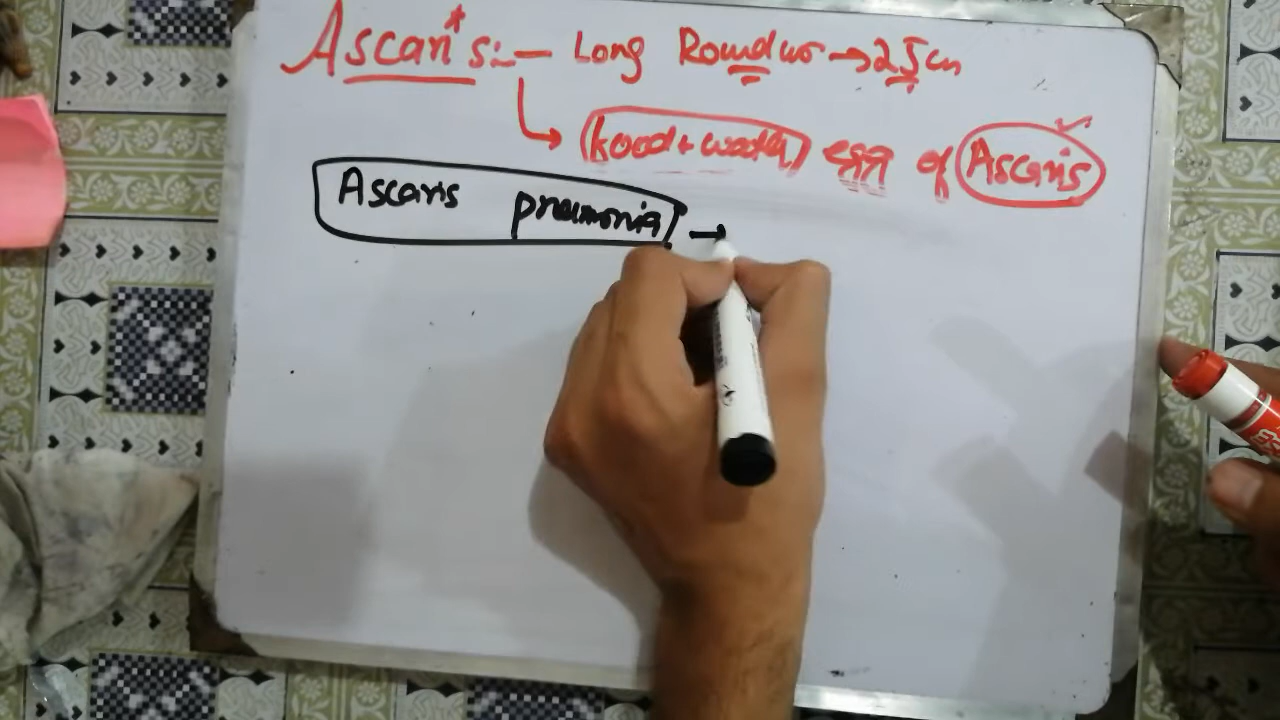 Ascaris:- Long Roundwo → 25cm
↳ food + water egg of Ascaris
Ascaris pneumonia →